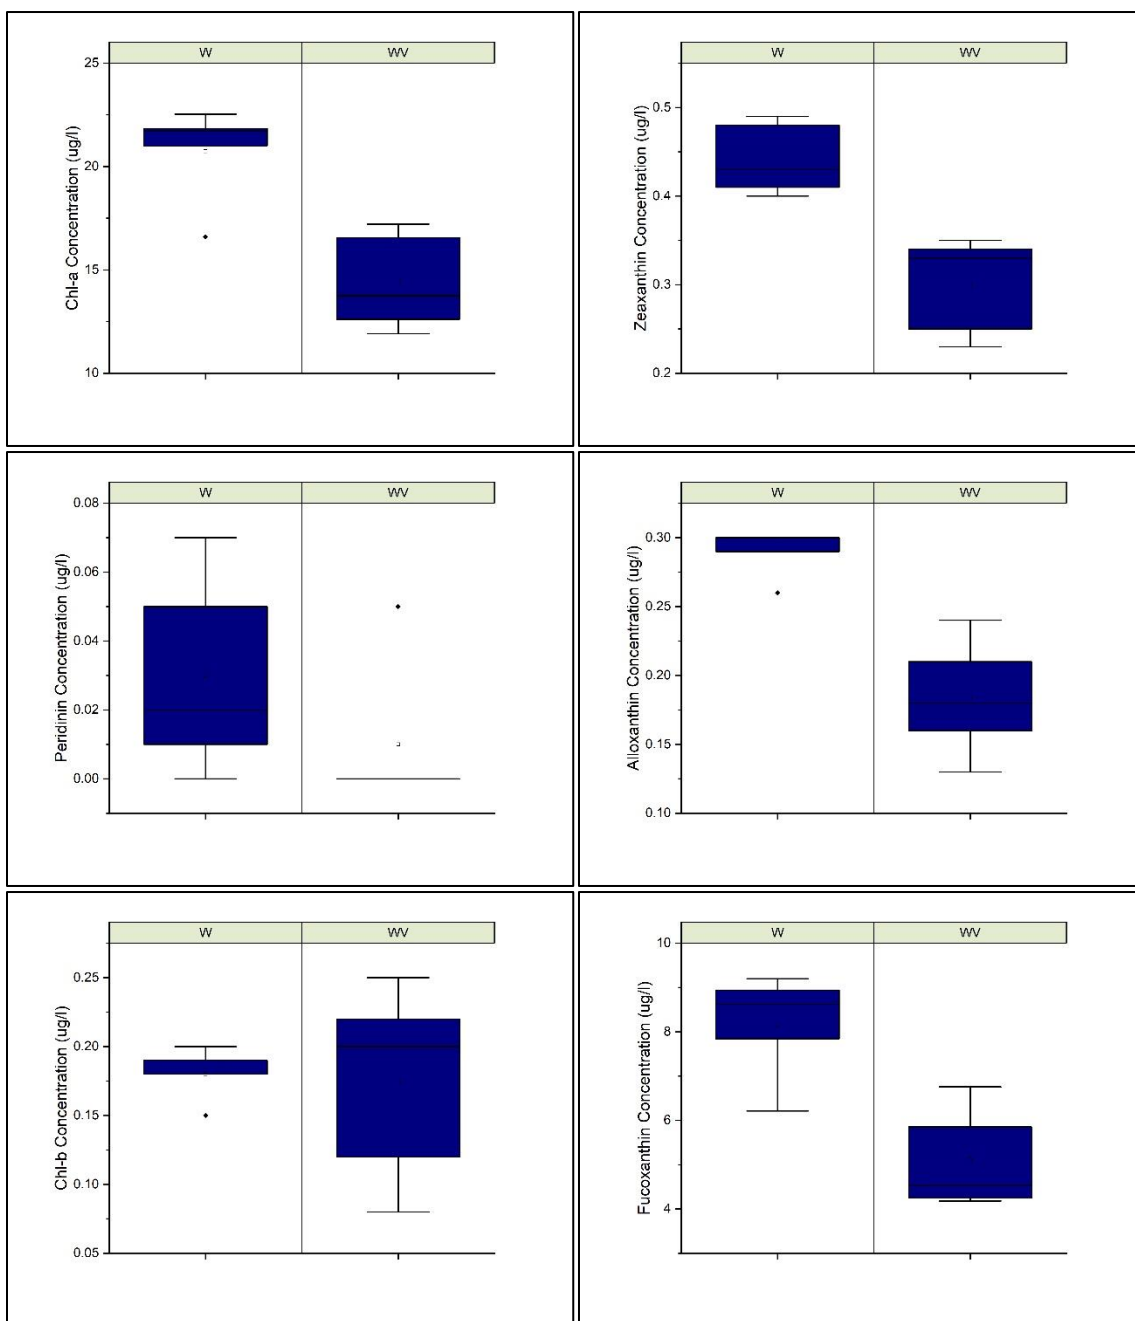 W WV
25
20
15
10
Chl-a Concentration (ug/l)
W WV
0.5
0.4
0.3
0.2
Zeaxanthin Concentration (ug/l)
W WV
0.08
0.06
0.04
0.02
0.00
Peridinin Concentration (ug/l)
W WV
0.30
0.25
0.20
0.15
0.10
Alloxanthin Concentration (ug/l)
W WV
0.25
0.20
0.15
0.10
0.05
Chl-b Concentration (ug/l)
W WV
10
8
6
4
Fucoxanthin Concentration (ug/l)